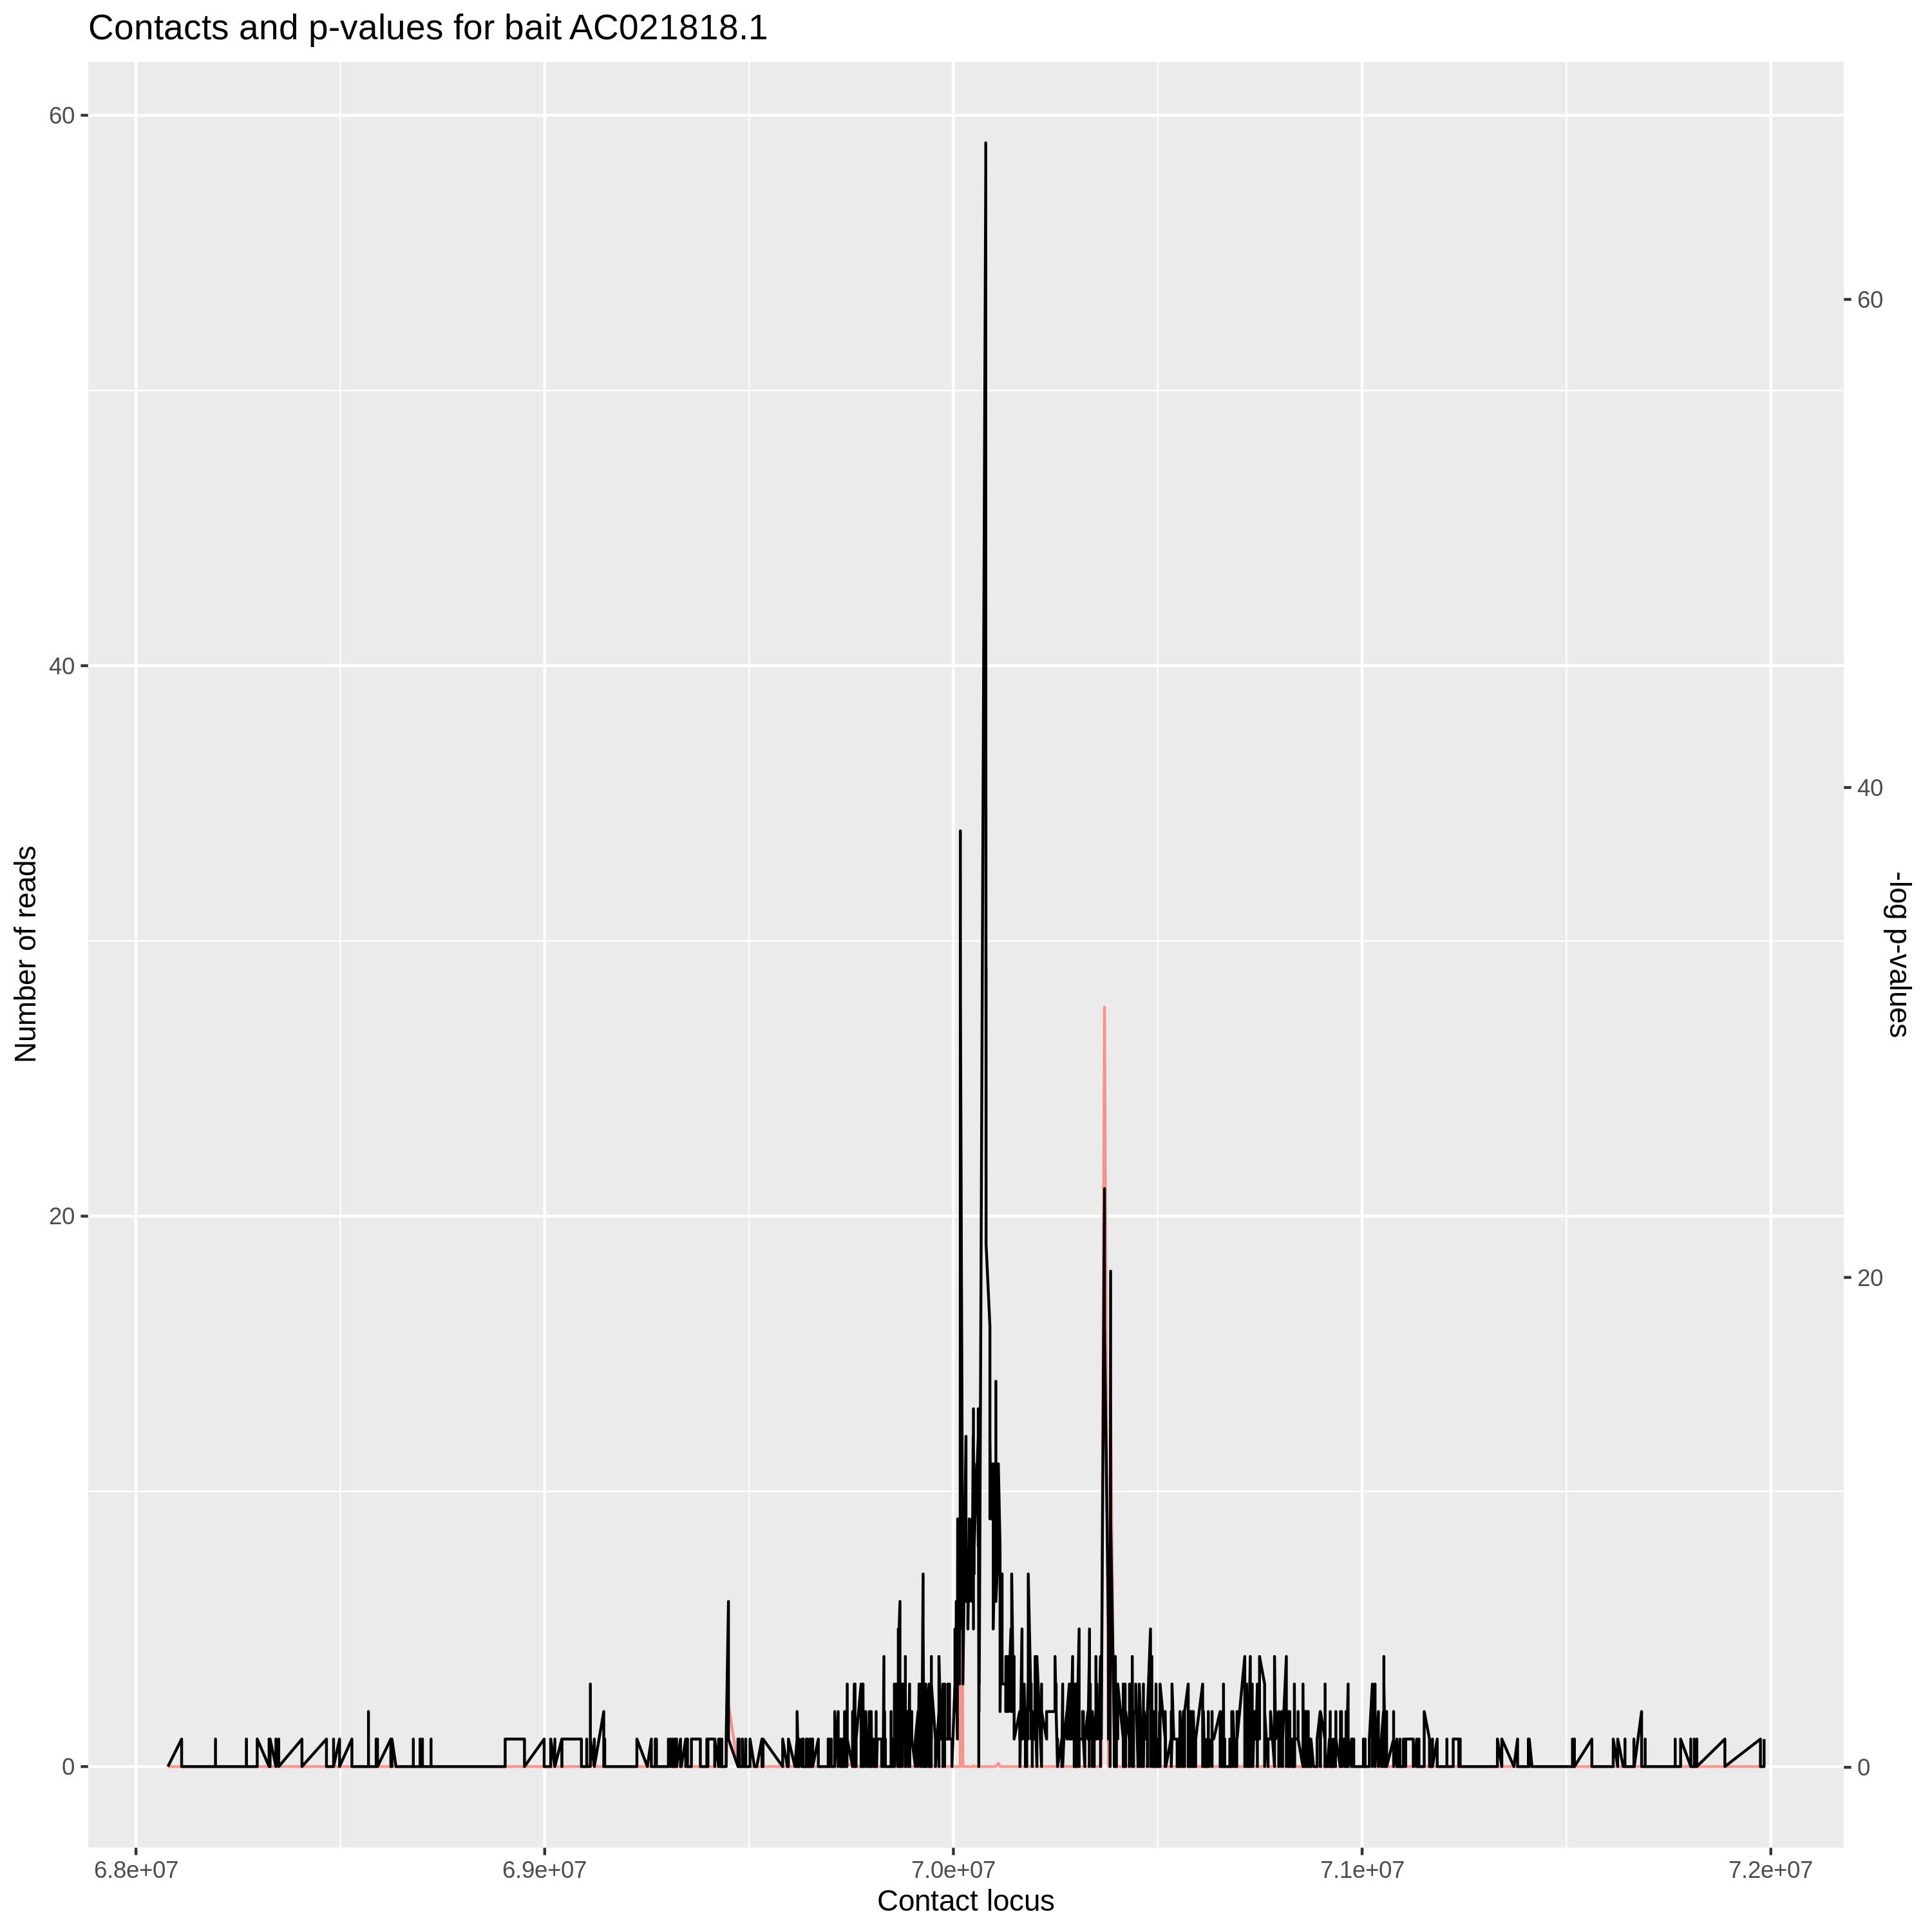 Contacts and p-values for bait AC021818.1
60
40
20
0
Number of reads
60
40
20
0
-log p-values
6.8e+07
6.9e+07
7.0e+07
7.1e+07
7.2e+07
Contact locus